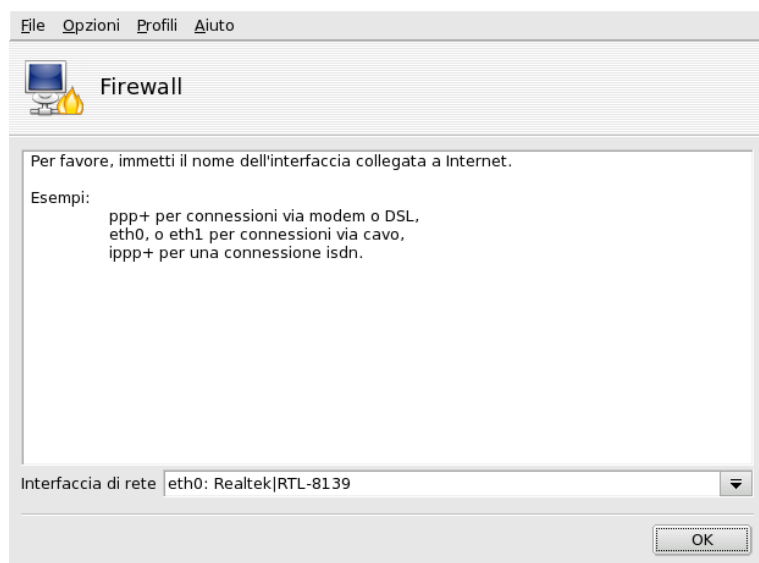 File Opzioni Profili Aiuto
Firewall
Per favore, immetti il nome dell'interfaccia collegata a Internet.
Esempi:
ppp+ per connessioni via modem o DSL,
eth0, o eth1 per connessioni via cavo,
ippp+ per una connessione isdn.
Interfaccia di rete eth0: Realtek|RTL-8139
OK